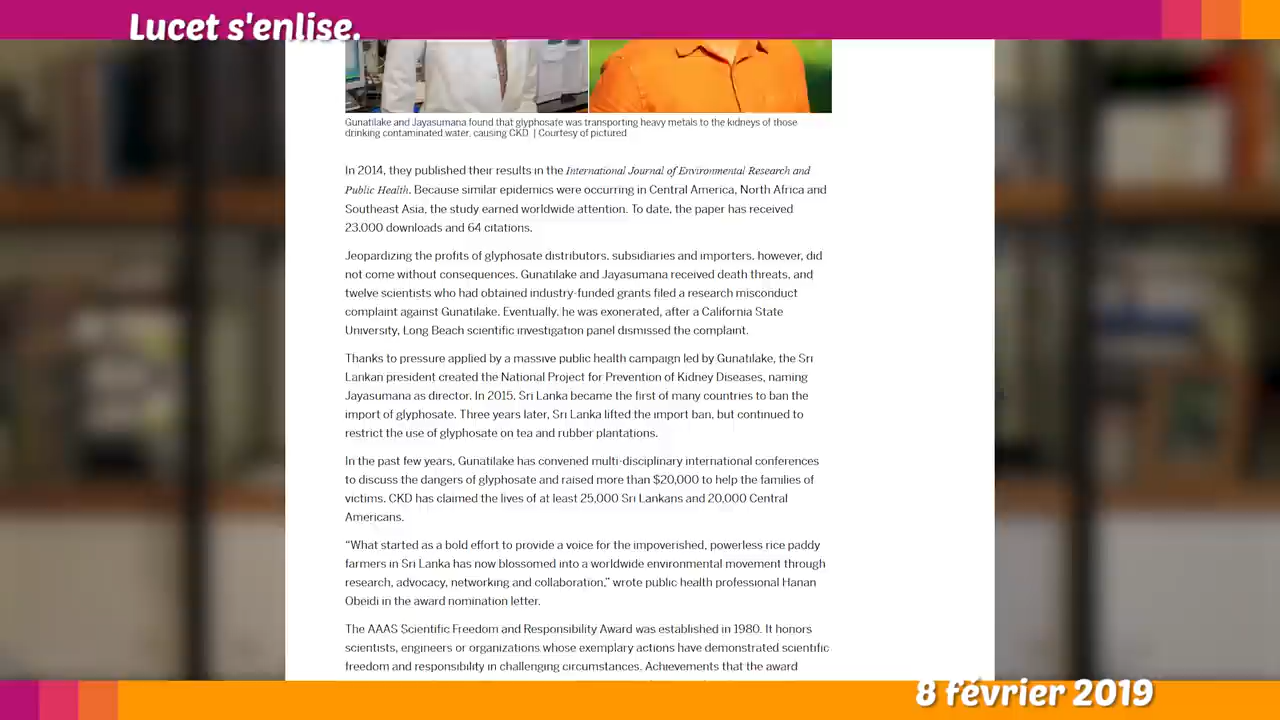 Lucet s'enlise.
Gunatilake and Jayasumana found that glyphosate was transporting heavy metals to the kidneys of those
drinking contaminated water, causing CKD. | Courtesy of pictured
In 2014, they published their results in the International Journal of Environmental Research and
Public Health. Because similar epidemics were occurring in Central America, North Africa and
Southeast Asia, the study earned worldwide attention. To date, the paper has received
23,000 downloads and 64 citations.
Jeopardizing the profits of glyphosate distributors, subsidiaries and importers, however, did
not come without consequences. Gunatilake and Jayasumana received death threats, and
twelve scientists who had obtained industry-funded grants filed a research misconduct
complaint against Gunatilake. Eventually, he was exonerated, after a California State
University, Long Beach scientific investigation panel dismissed the complaint.
Thanks to pressure applied by a massive public health campaign led by Gunatilake, the Sri
Lankan president created the National Project for Prevention of Kidney Diseases, naming
Jayasumana as director. In 2015, Sri Lanka became the first of many countries to ban the
import of glyphosate. Three years later, Sri Lanka lifted the import ban, but continued to
restrict the use of glyphosate on tea and rubber plantations.
In the past few years, Gunatilake has convened multi-disciplinary international conferences
to discuss the dangers of glyphosate and raised more than $20,000 to help the families of
victims. CKD has claimed the lives of at least 25,000 Sri Lankans and 20,000 Central
Americans.
“What started as a bold effort to provide a voice for the impoverished, powerless rice paddy
farmers in Sri Lanka has now blossomed into a worldwide environmental movement through
research, advocacy, networking and collaboration,” wrote public health professional Hanan
Obeidi in the award nomination letter.
The AAAS Scientific Freedom and Responsibility Award was established in 1980. It honors
scientists, engineers or organizations whose exemplary actions have demonstrated scientific
freedom and responsibility in challenging circumstances. Achievements that the award
8 février 2019